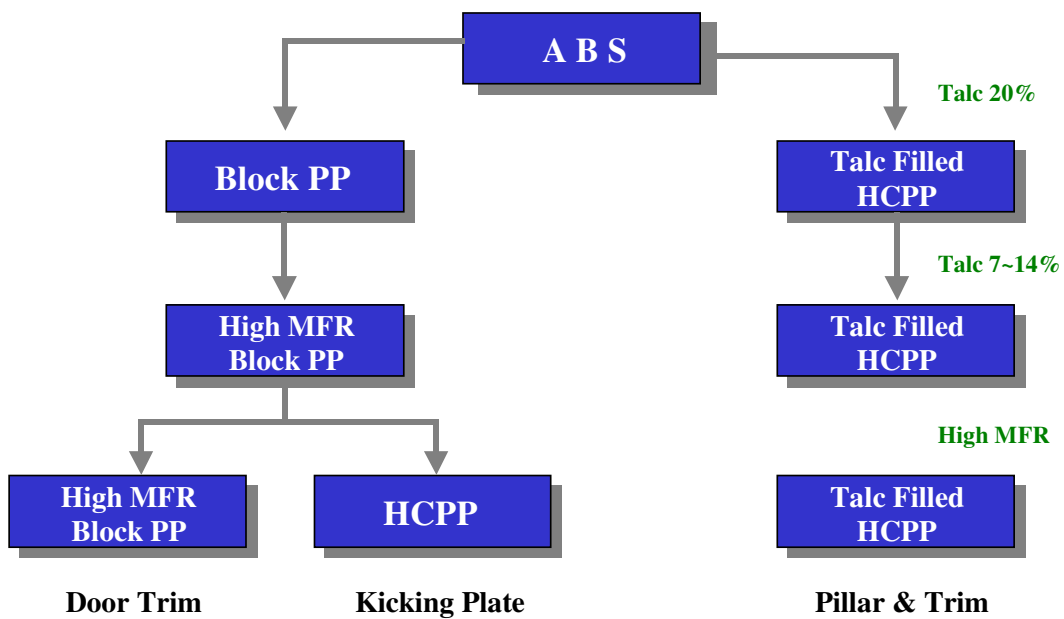 A B S
Talc 20%
Block PP
Talc Filled
HCPP
Talc 7~14%
High MFR
Block PP
Talc Filled
HCPP
High MFR
High MFR
Block PP
HCPP
Talc Filled
HCPP
Door Trim
Kicking Plate
Pillar & Trim